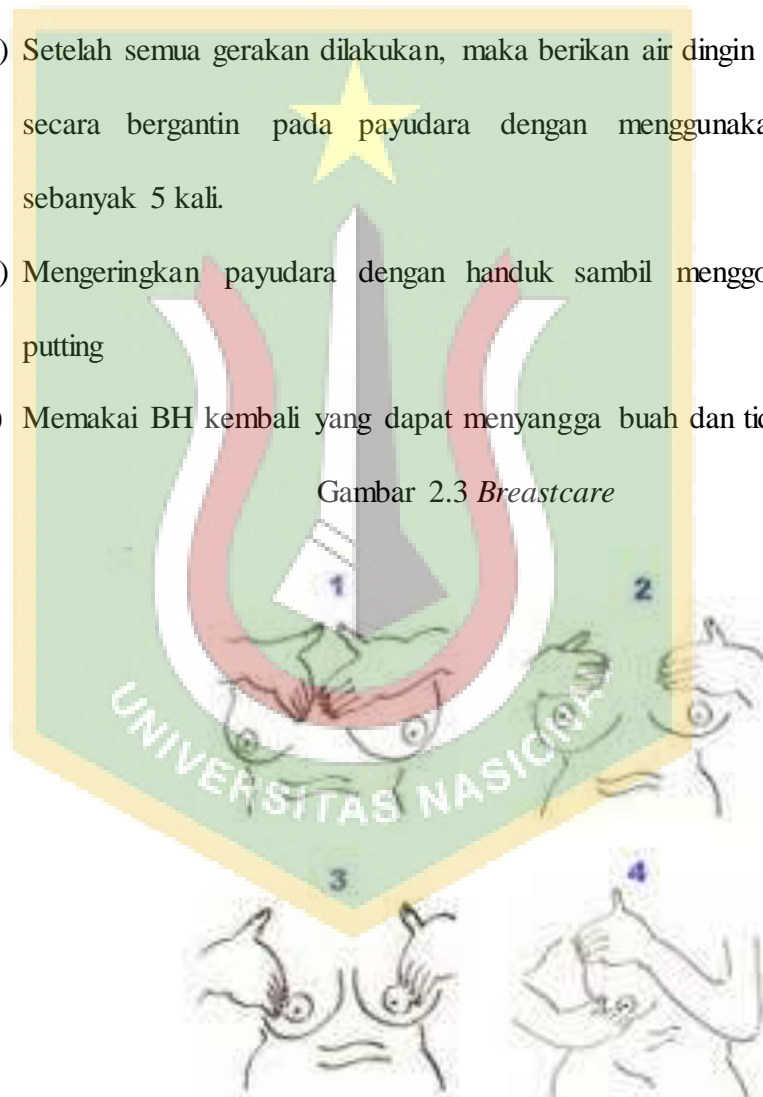 ) Setelah semua gerakan dilakukan, maka berikan air dingin
secara bergantin pada payudara dengan menggunaka
sebanyak 5 kali.
) Mengeringkan payudara dengan handuk sambil menggo
putting
) Memakai BH kembali yang dapat menyangga buah dan tid
Gambar 2.3 Breastcare
1
2
UNIVERSITAS NASIONAL
3
4